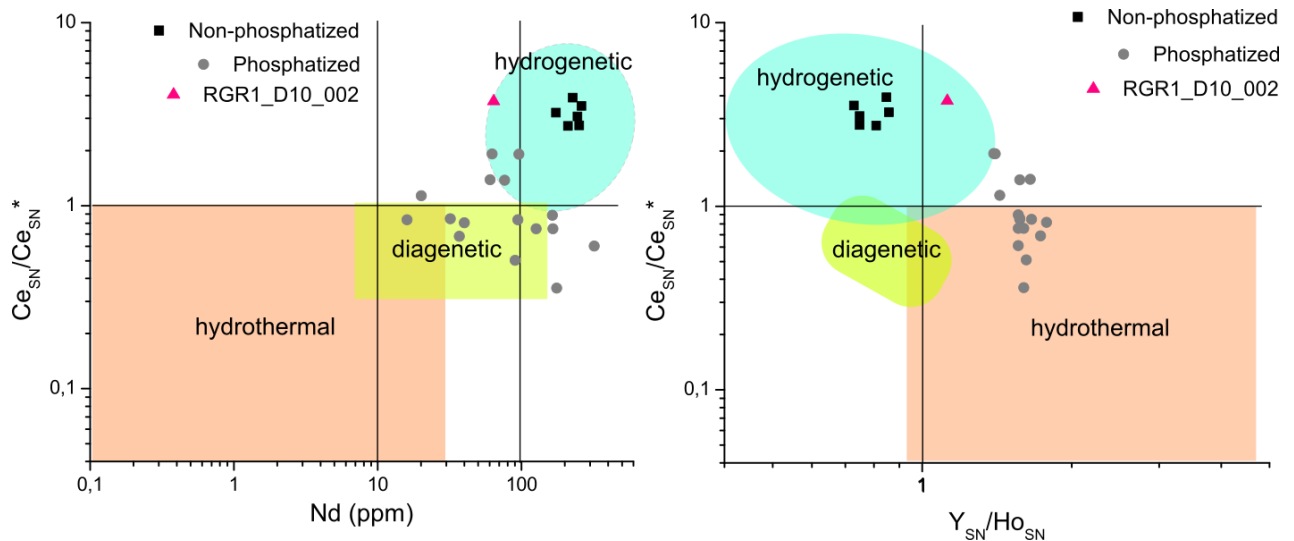 10
Non-phosphatized
Phosphatized
RGR1_D10_002
hydrogenetic
1
diagenetic
hydrothermal
0,1
Ce_SN/Ce_SN*
0,1
1
10
100
Nd (ppm)
10
Non-phosphatized
Phosphatized
RGR1_D10_002
hydrogenetic
1
diagenetic
hydrothermal
0,1
Ce_SN/Ce_SN*
1
Y_SN/Ho_SN